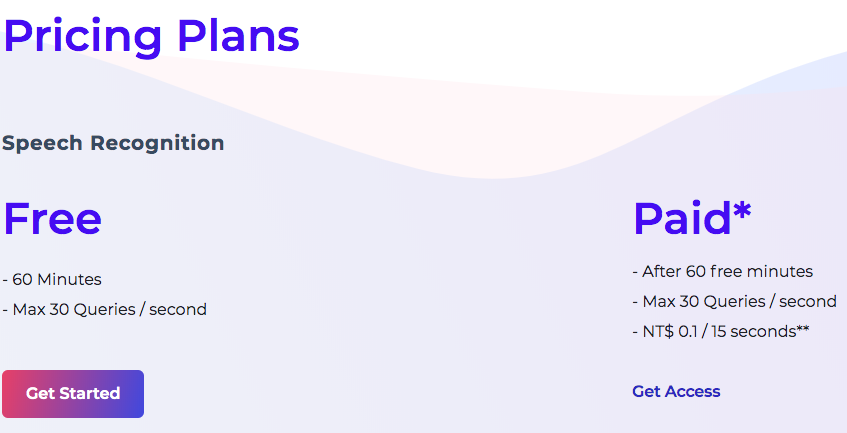 Pricing Plans
Speech Recognition
Free
- 60 Minutes
- Max 30 Queries / second
Get Started
Paid*
- After 60 free minutes
- Max 30 Queries / second
- NT$ 0.1 / 15 seconds**
Get Access